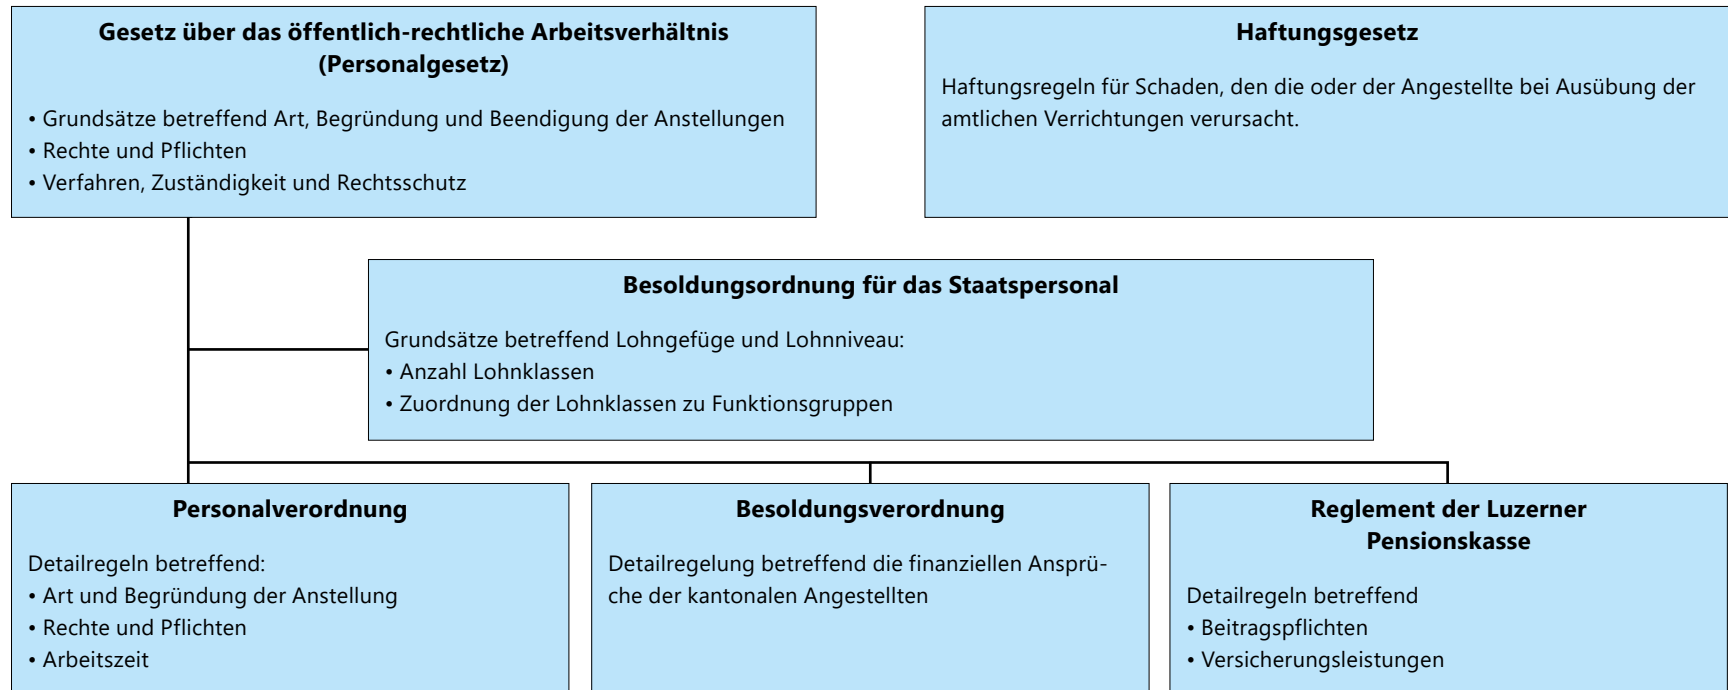 Gesetz über das öffentlich-rechtliche Arbeitsverhältnis
(Personalgesetz)
• Grundsätze betreffend Art, Begründung und Beendigung der Anstellungen
• Rechte und Pflichten
• Verfahren, Zuständigkeit und Rechtsschutz
Haftungsgesetz
Haftungsregeln für Schaden, den die oder der Angestellte bei Ausübung der
amtlichen Verrichtungen verursacht.
Besoldungsordnung für das Staatspersonal
Grundsätze betreffend Lohngefüge und Lohnniveau:
• Anzahl Lohnklassen
• Zuordnung der Lohnklassen zu Funktionsgruppen
Personalverordnung
Detailregeln betreffend:
• Art und Begründung der Anstellung
• Rechte und Pflichten
• Arbeitszeit
Besoldungsverordnung
Detailregelung betreffend die finanziellen Ansprü-
che der kantonalen Angestellten
Reglement der Luzerner
Pensionskasse
Detailregeln betreffend
• Beitragspflichten
• Versicherungsleistungen